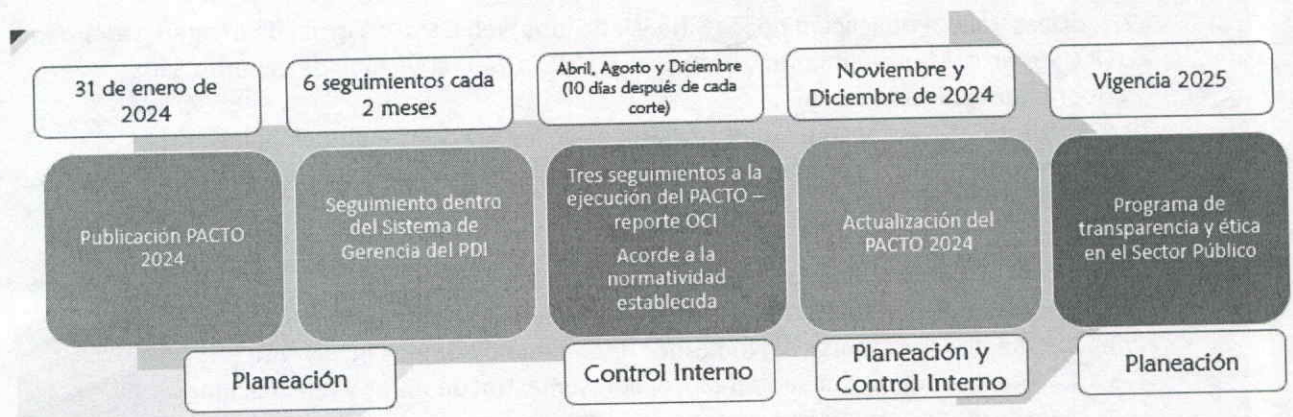 31 de enero de
2024
6 seguimientos cada
2 meses
Abril, Agosto y Diciembre
(10 días después de cada
corte)
Noviembre y
Diciembre de 2024
Vigencia 2025
Publicación PACTO
2024
Seguimiento dentro
del Sistema de
Gerencia del PDI
Tres seguimientos a la
ejecución del PACTO –
reporte OCI
Acorde a la
normatividad
establecida
Actualización del
PACTO 2024
Programa de
transparencia y ética
en el Sector Público
Planeación
Control Interno
Planeación y
Control Interno
Planeación